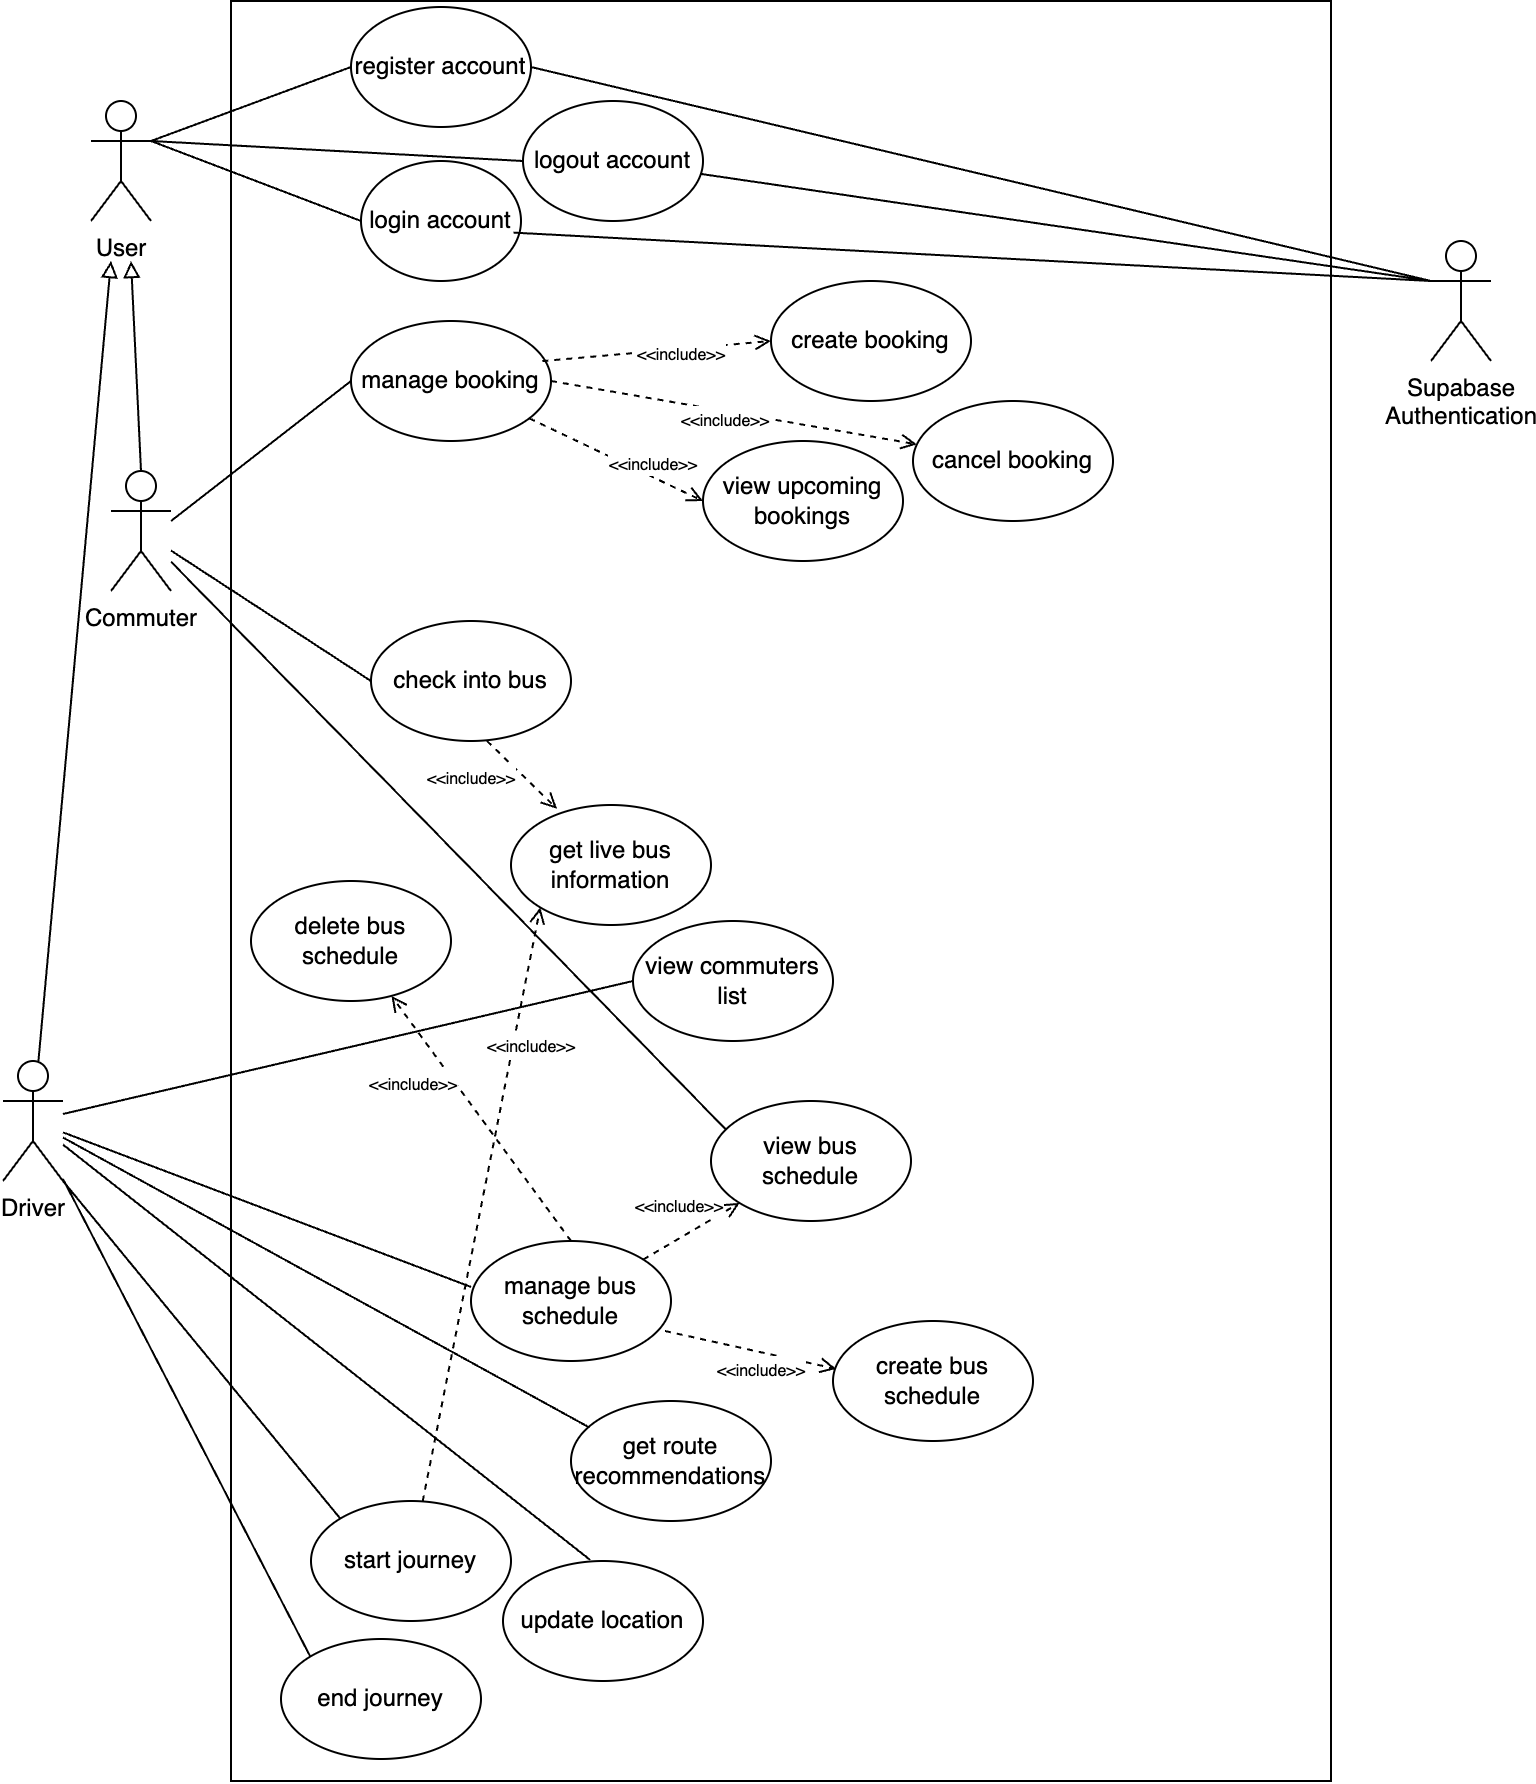 register account
logout account
login account
User
Supabase
Authentication
create booking
<<include>>
manage booking
<<include>>
cancel booking
<<include>>
view upcoming
bookings
Commuter
check into bus
<<include>>
get live bus
information
delete bus
schedule
view commuters
list
<<include>>
<<include>>
view bus
schedule
Driver
<<include>>
manage bus
schedule
<<include>>
create bus
schedule
get route
recommendations
start journey
update location
end journey